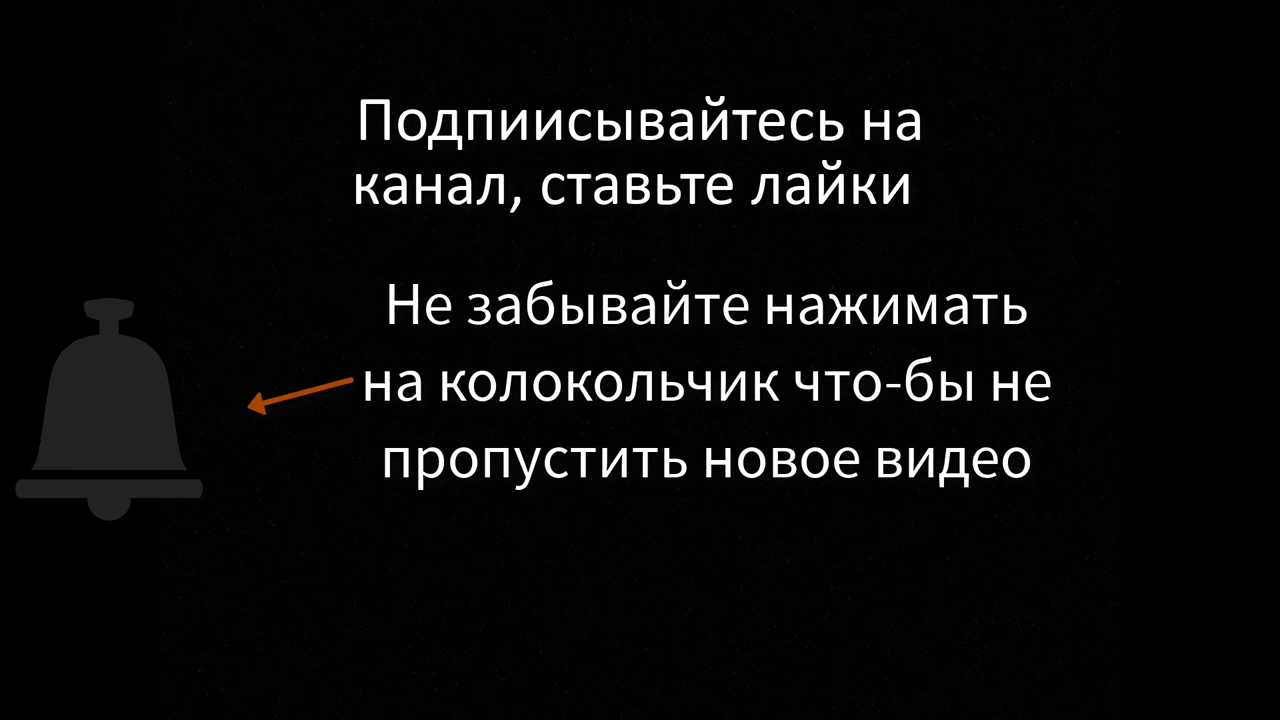 Подпиисывайтесь на
канал, ставьте лайки
Не забывайте нажимать
на колокольчик что-бы не
пропустить новое видео